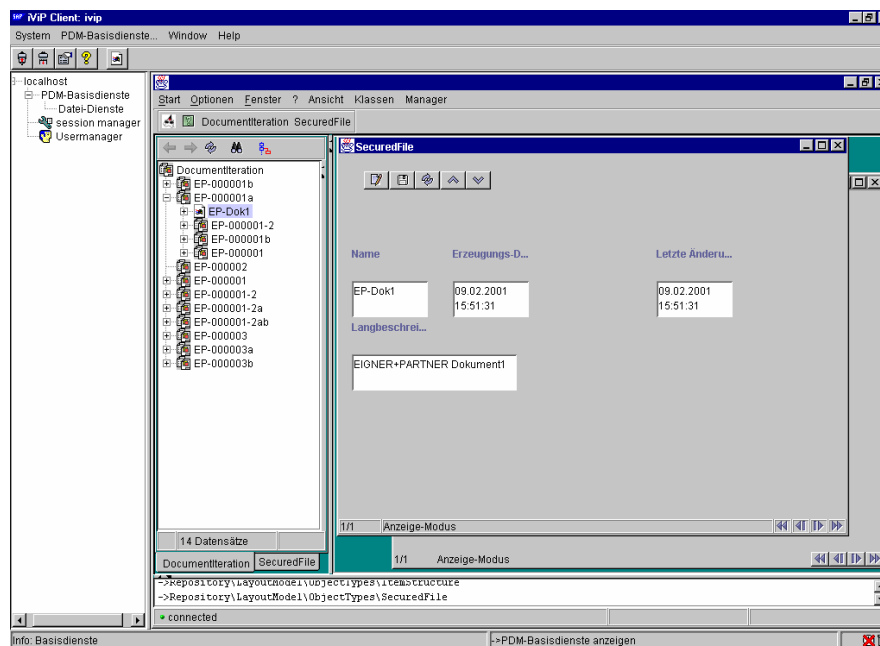 iViP Client: ivip
System PDM-Basisdienste... Window Help
localhost
PDM-Basisdienste
Datei-Dienste
session manager
Usermanager
Start Optionen Fenster ? Ansicht Klassen Manager
DocumentIteration SecuredFile
DocumentIteration
EP-000001b
EP-000001a
EP-Dok1
EP-000001-2
EP-000001b
EP-000001
EP-000002
EP-000001
EP-000001-2
EP-000001-2a
EP-000001-2ab
EP-000003
EP-000003a
EP-000003b
14 Datensätze
DocumentIteration SecuredFile
SecuredFile
Name Erzeugungs-D... Letzte Änderu...
EP-Dok1 09.02.2001 09.02.2001
15:51:31 15:51:31
Langbeschrei...
EIGNER+PARTNER Dokument1
1/1 Anzeige-Modus
1/1 Anzeige-Modus
->Repository\LayoutModel\ObjectTypes\ItemStructure
->Repository\LayoutModel\ObjectTypes\SecuredFile
connected
Info: Basisdienste ->PDM-Basisdienste anzeigen